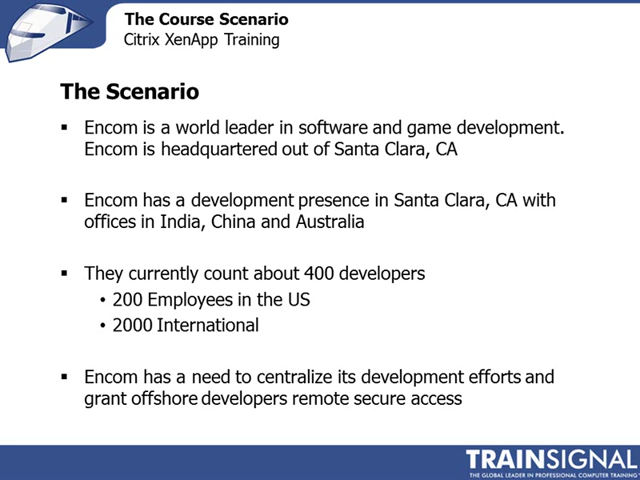 The Course Scenario
Citrix XenApp Training
The Scenario
▪ Encom is a world leader in software and game development.
Encom is headquartered out of Santa Clara, CA
▪ Encom has a development presence in Santa Clara, CA with
offices in India, China and Australia
▪ They currently count about 400 developers
• 200 Employees in the US
• 2000 International
▪ Encom has a need to centralize its development efforts and
grant offshore developers remote secure access
TRAINSIGNAL
THE GLOBAL LEADER IN PROFESSIONAL COMPUTER TRAINING